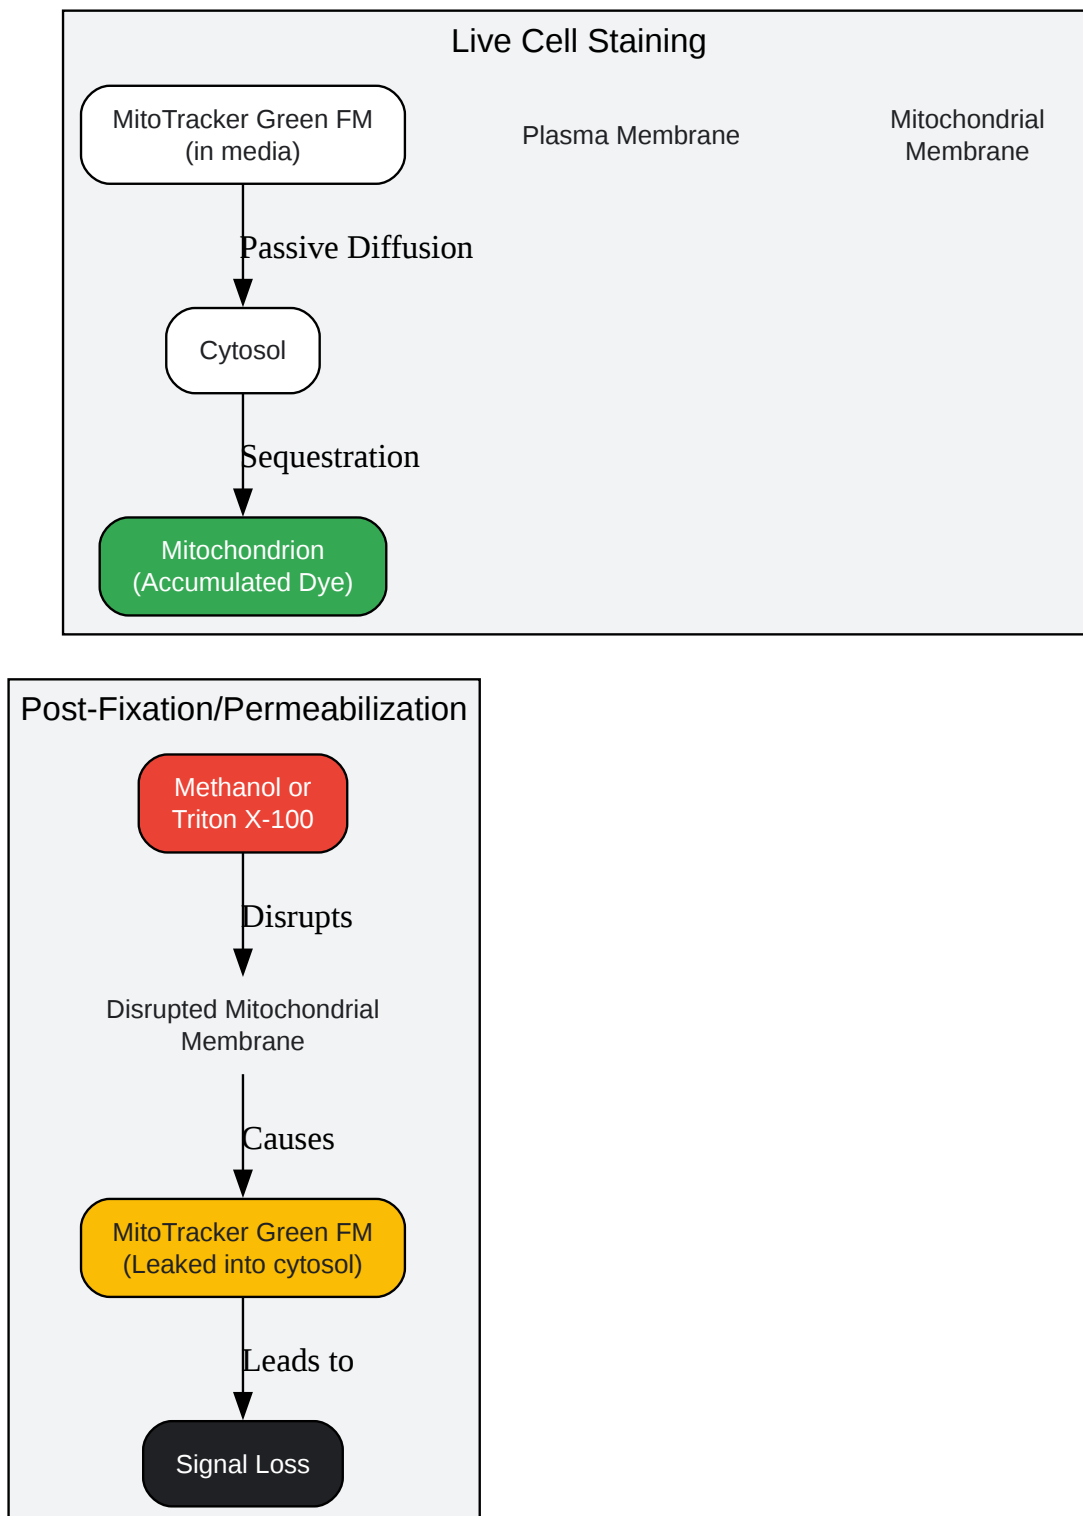 Live Cell Staining
MitoTracker Green FM
(in media)
Plasma Membrane
Mitochondrial
Membrane
Passive Diffusion
Cytosol
Sequestration
Mitochondrion
(Accumulated Dye)
Post-Fixation/Permeabilization
Methanol or
Triton X-100
Disrupts
Disrupted Mitochondrial
Membrane
Causes
MitoTracker Green FM
(Leaked into cytosol)
Leads to
Signal Loss